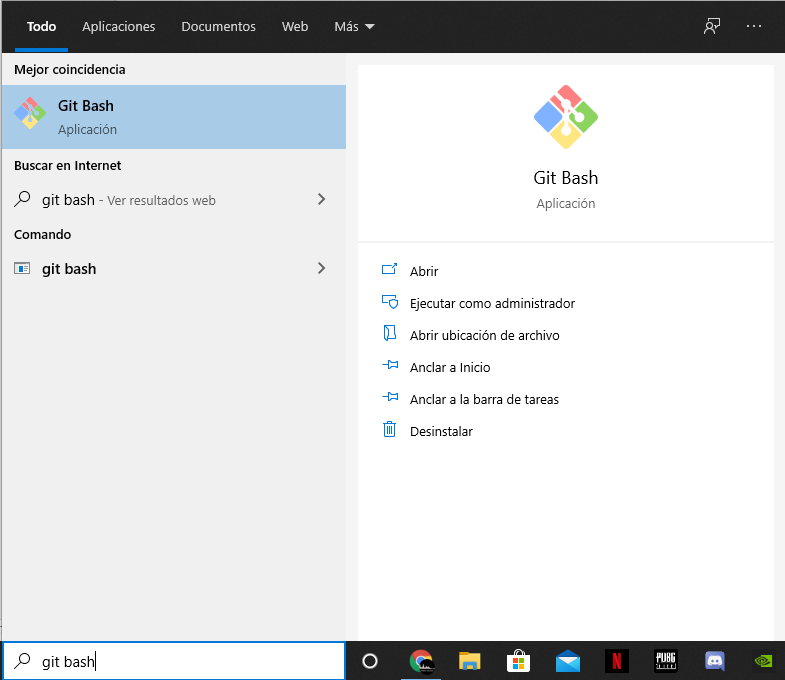 Todo Aplicaciones Documentos Web Más
Mejor coincidencia
Git Bash
Aplicación
Buscar en Internet
git bash - Ver resultados web
Comando
git bash
Git Bash
Aplicación
Abrir
Ejecutar como administrador
Abrir ubicación de archivo
Anclar a Inicio
Anclar a la barra de tareas
Desinstalar
git bash
N
PUBG